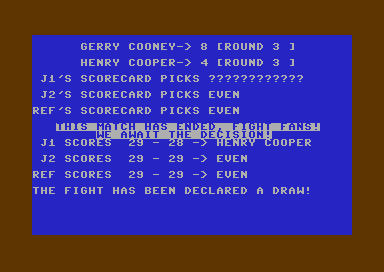 GERRY COONEY-> 8 [ROUND 3 ]
HENRY COOPER-> 4 [ROUND 3 ]
J1'S SCORECARD PICKS ????????????
J2'S SCORECARD PICKS EVEN
REF'S SCORECARD PICKS EVEN
THIS MATCH HAS ENDED, FIGHT FANS!
WE AWAIT THE DECISION!
J1 SCORES  29 - 28 -> HENRY COOPER
J2 SCORES  29 - 29 -> EVEN
REF SCORES  29 - 29 -> EVEN
THE FIGHT HAS BEEN DECLARED A DRAW!